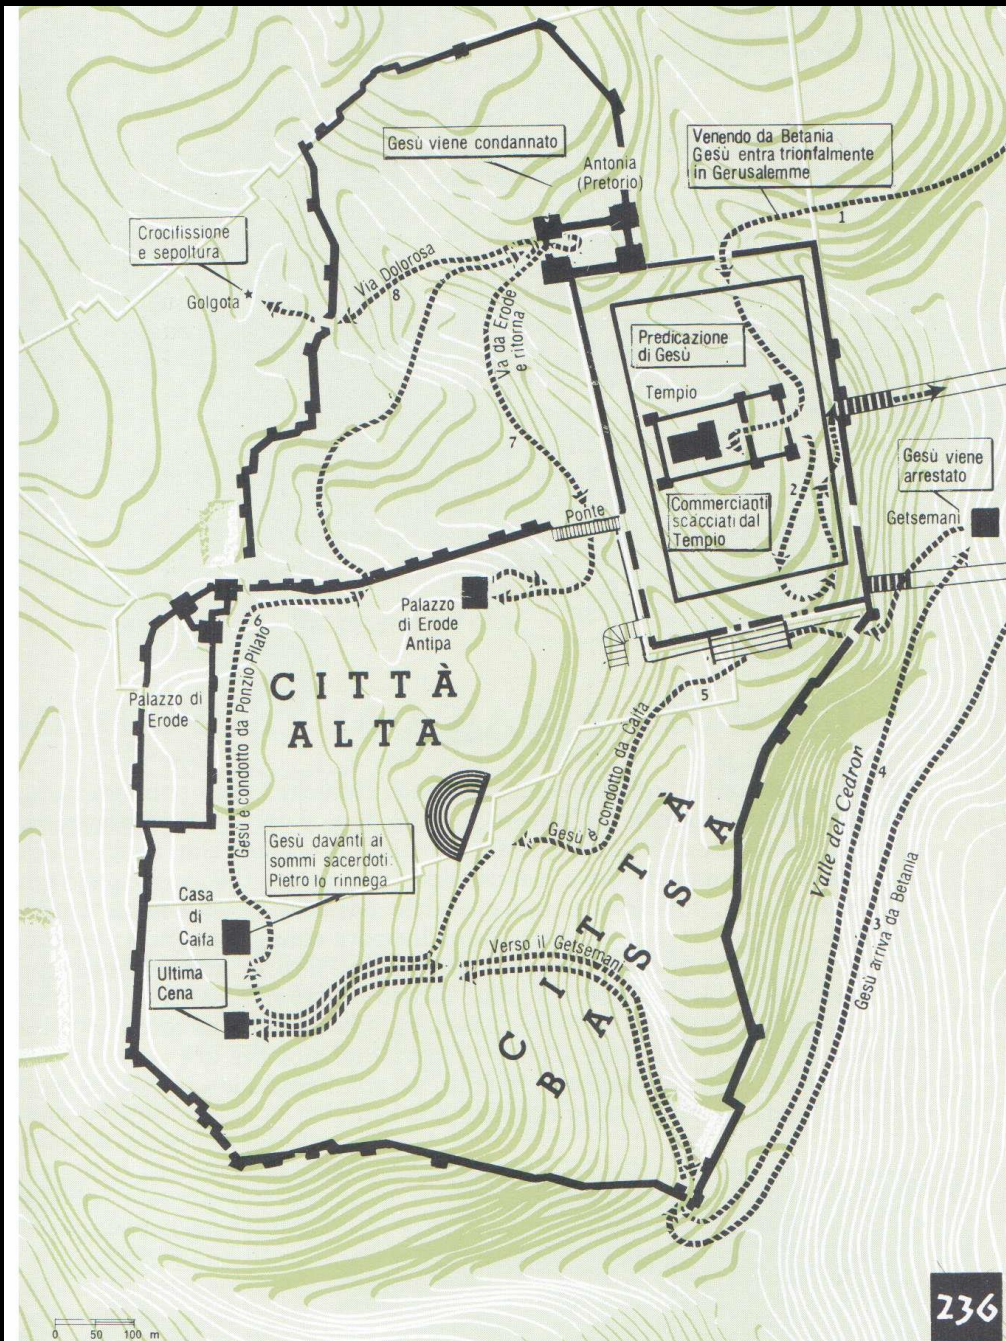 Gesù viene condannato
Antonia
(Pretorio)
Venendo da Betania
Gesù entra trionfalmente
in Gerusalemme
1
Crocifissione
e sepoltura
Golgota
Via Dolorosa
8
Va da Erode
e ritorna
7
Predicazione
di Gesù
Tempio
Commercianti
scacciati dal
Tempio
2
Gesù viene
arrestato
Getsemani
Ponte
Palazzo
di Erode
Antipa
Palazzo di
Erode
6
Gesù è condotto da Ponzio Pilato
CITTÀ
ALTA
5
Gesù è condotto da Caifa
Gesù davanti ai
sommi sacerdoti:
Pietro lo rinnega
Casa
di
Caifa
Ultima
Cena
Verso il Getsemani
CITTÀ
BASSA
Valle del Cedron
4
3
Gesù arriva da Betania
0 50 100 m
236